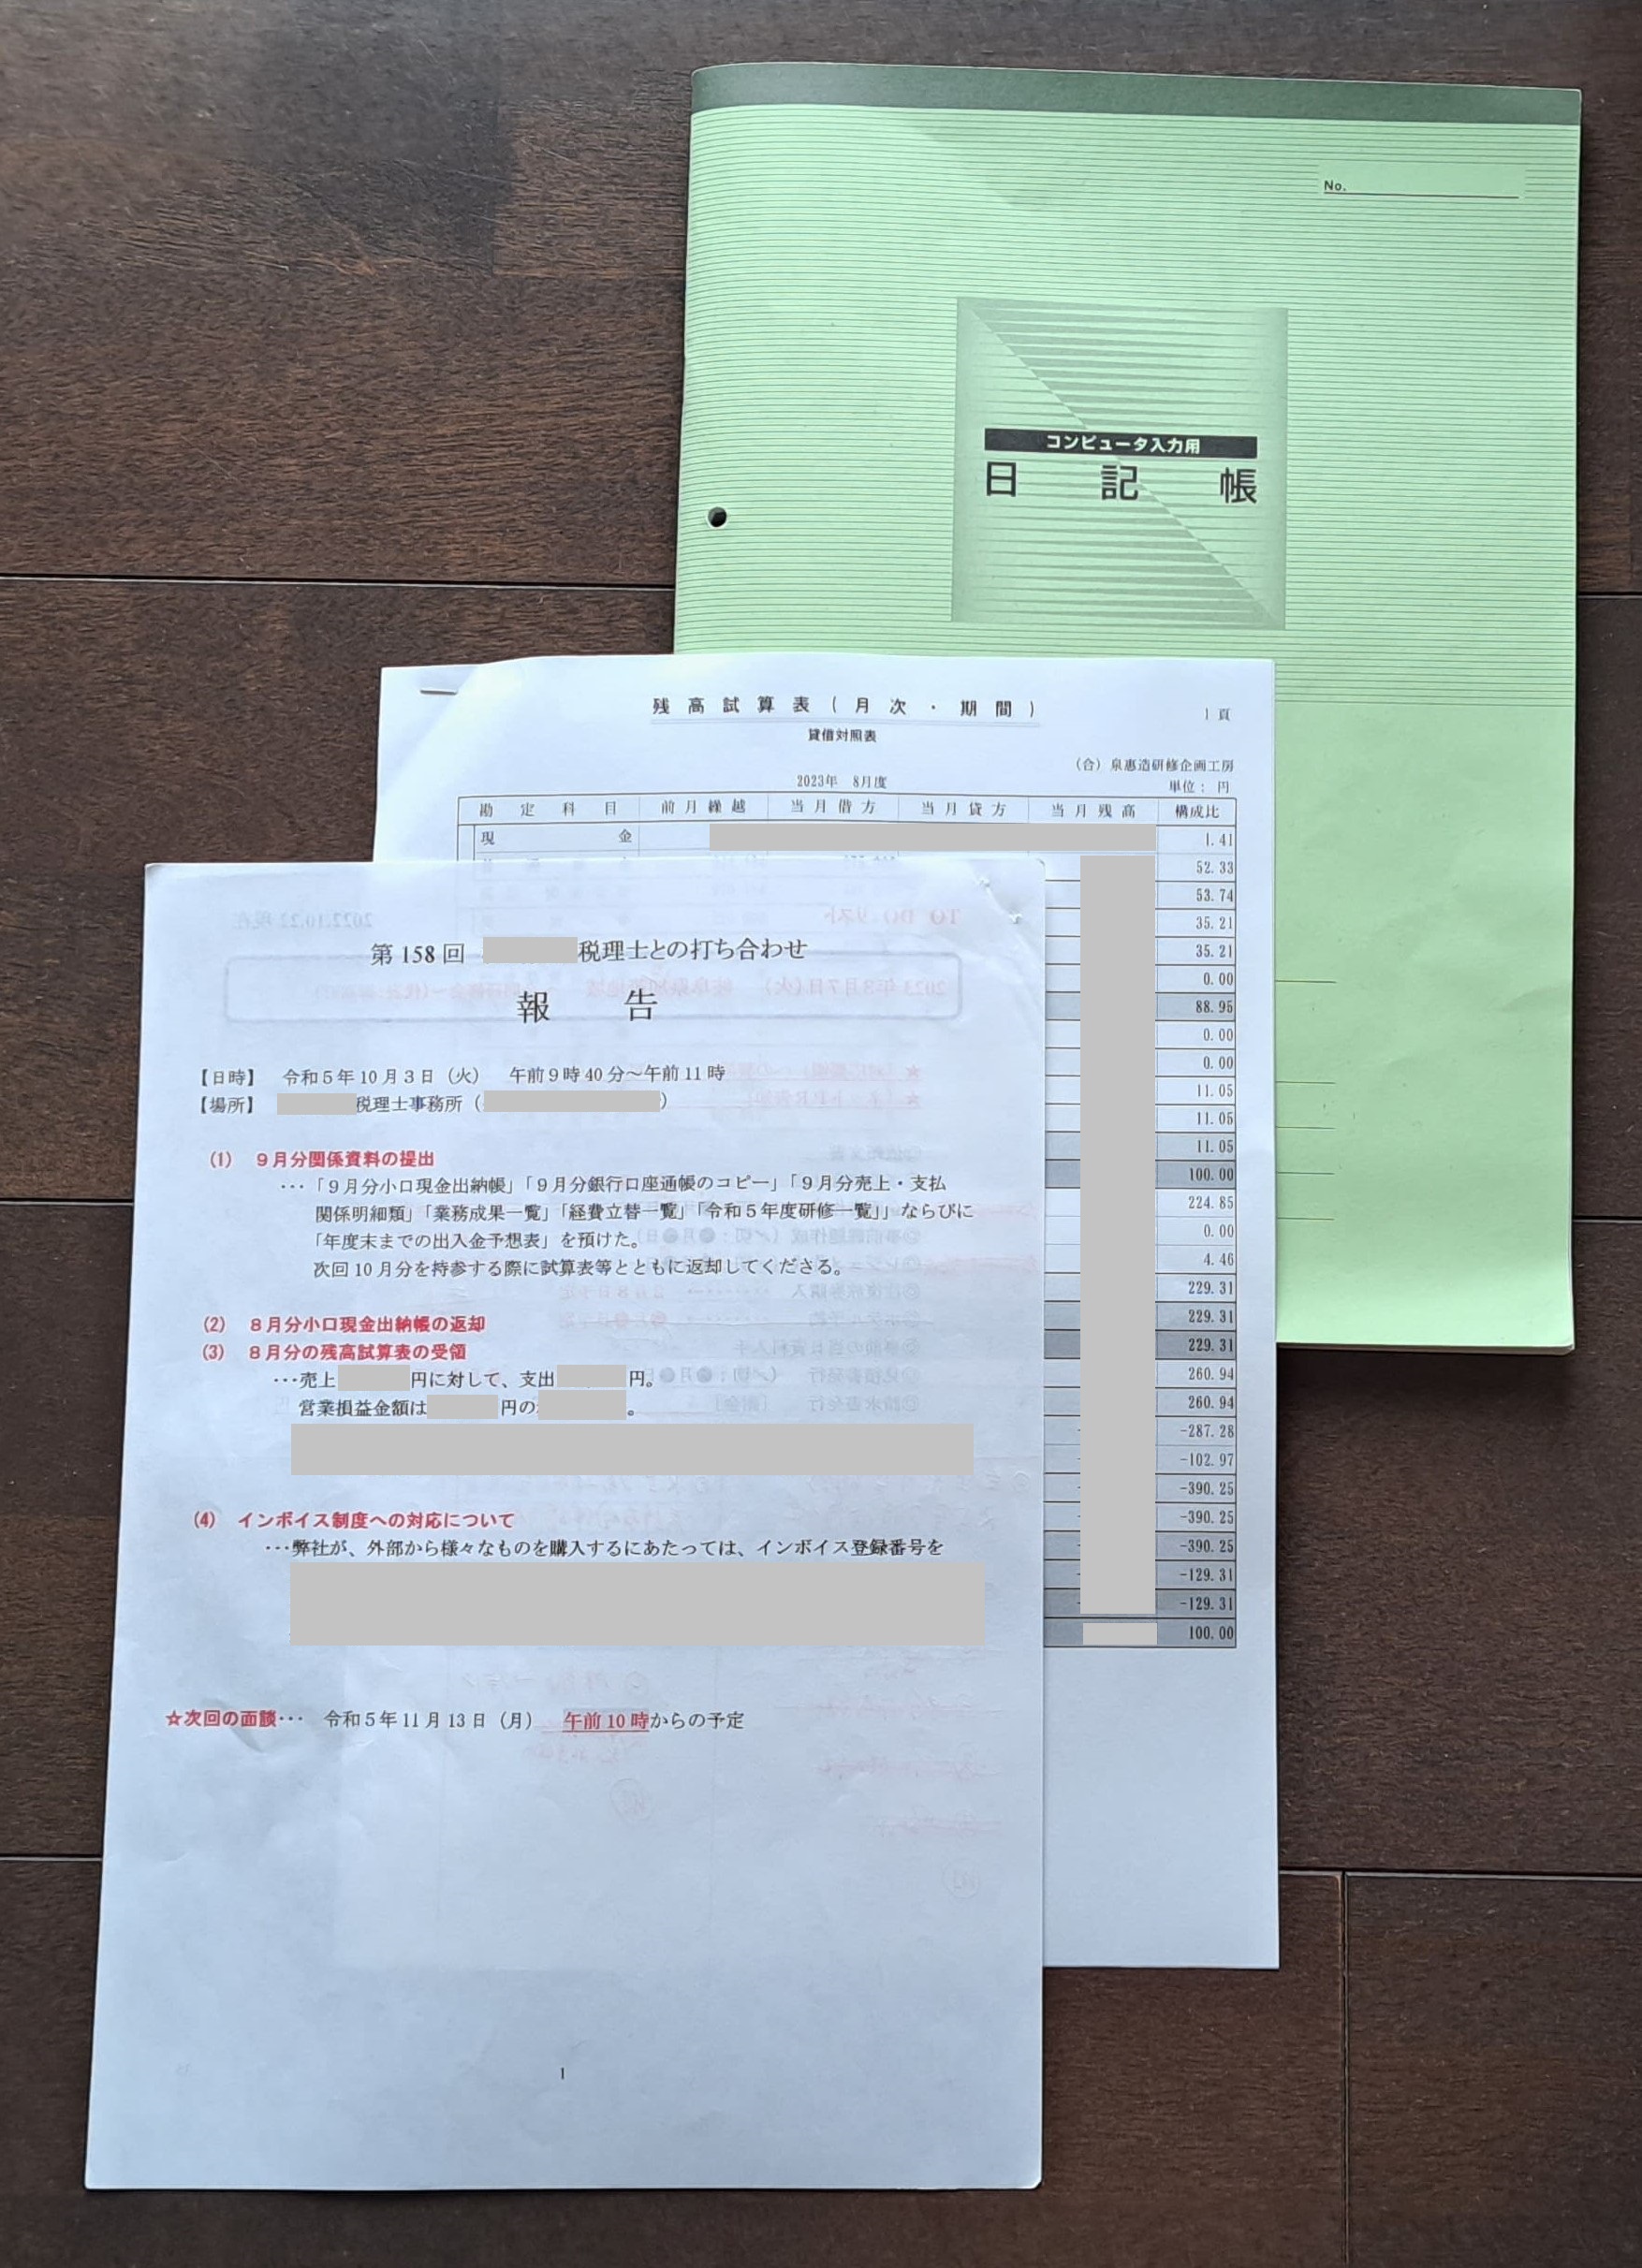 No.
コンピュータ入力用
日 記 帳
残 高 試 算 表 ( 月 次 ・ 期 間 )
1 頁
貸借対照表
(合) 泉惠造研修企画工房
2023年 8月度
単位: 円
勘 定 科 目 前 月 繰 越 当 月 借 方 当 月 貸 方 当 月 残 高 構成比
現 金 1.41
52.33
53.74
35.21
35.21
0.00
88.95
0.00
0.00
11.05
11.05
11.05
100.00
224.85
0.00
4.46
229.31
229.31
229.31
260.94
260.94
-287.28
-102.97
-390.25
-390.25
-390.25
-129.31
-129.31
100.00
第158回 税理士との打ち合わせ
報 告
【日時】 令和5年10月3日(火) 午前9時40分～午前11時
【場所】 税理士事務所( )
(1) 9月分関係資料の提出
…「9月分小口現金出納帳」「9月分銀行口座通帳のコピー」「9月分売上・支払
関係明細類」「業務成果一覧」「経費立替一覧」「令和5年度研修一覧」」ならびに
「年度末までの出入金予想表」を預けた。
次回10月分を持参する際に試算表等とともに返却してくださる。
(2) 8月分小口現金出納帳の返却
(3) 8月分の残高試算表の受領
…売上 円に対して、支出 円。
営業損益金額は 円の 。
(4) インボイス制度への対応について
…弊社が、外部から様々なものを購入するにあたっては、インボイス登録番号を
☆次回の面談… 令和5年11月13日(月) 午前10時からの予定
1